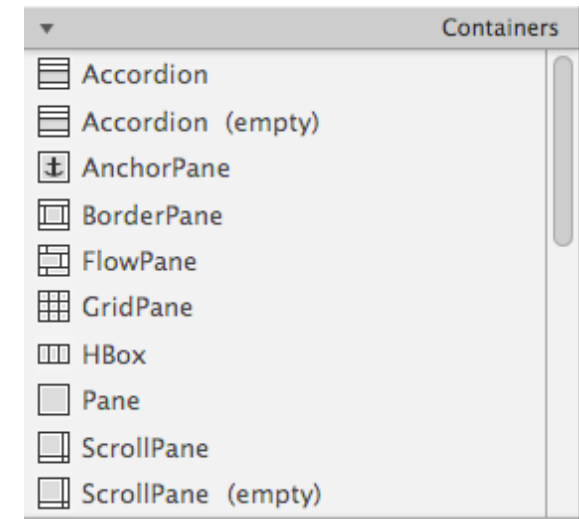 Containers
Accordion
Accordion (empty)
AnchorPane
BorderPane
FlowPane
GridPane
HBox
Pane
ScrollPane
ScrollPane (empty)